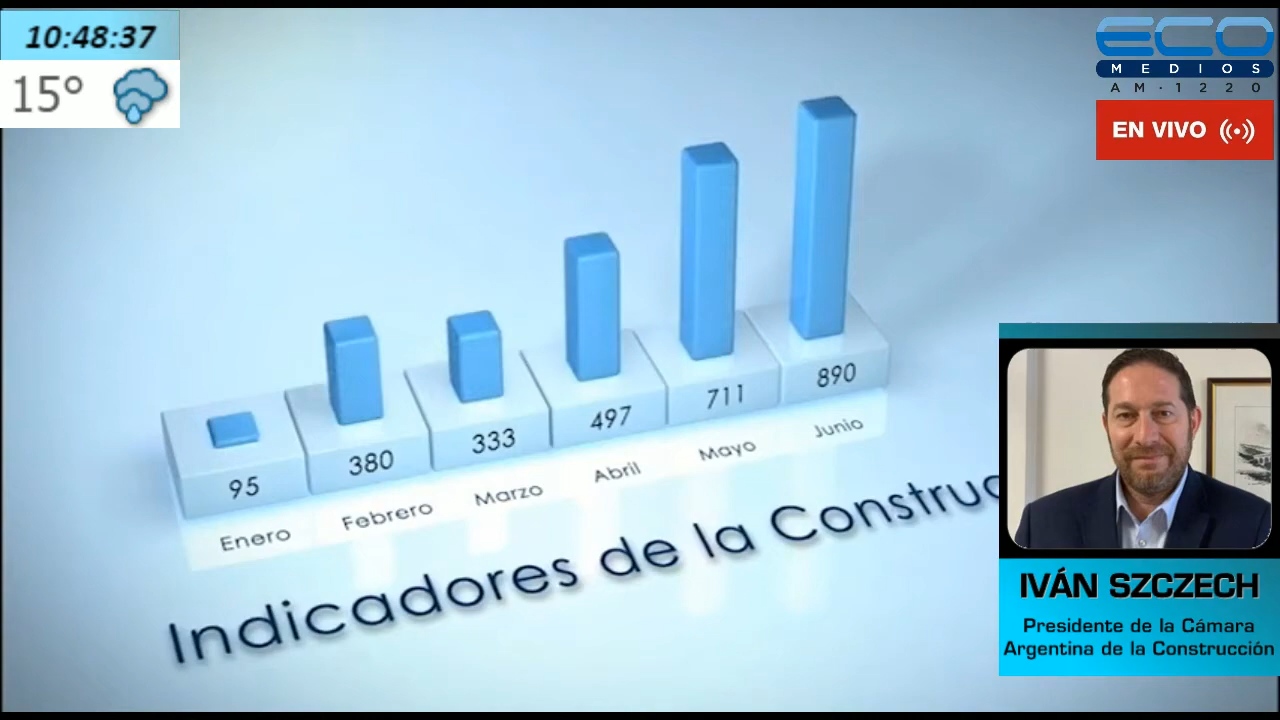 10:48:37
15°
ECO
MEDIOS
AM·1220
EN VIVO
95
380
333
497
711
890
Enero
Febrero
Marzo
Abril
Mayo
Junio
Indicadores de la Construc
IVÁN SZCZECH
Presidente de la Cámara
Argentina de la Construcción